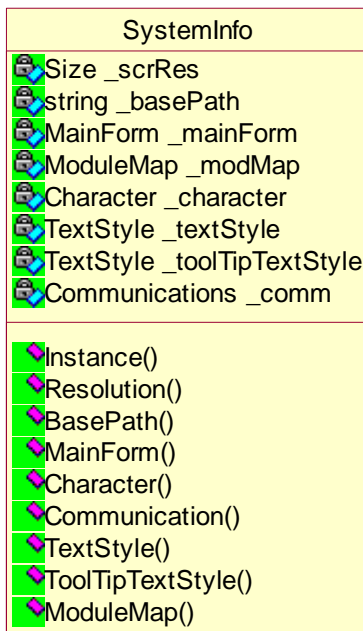 SystemInfo
Size _scrRes
string _basePath
MainForm _mainForm
ModuleMap _modMap
Character _character
TextStyle _textStyle
TextStyle _toolTipTextStyle
Communications _comm
Instance()
Resolution()
BasePath()
MainForm()
Character()
Communication()
TextStyle()
ToolTipTextStyle()
ModuleMap()